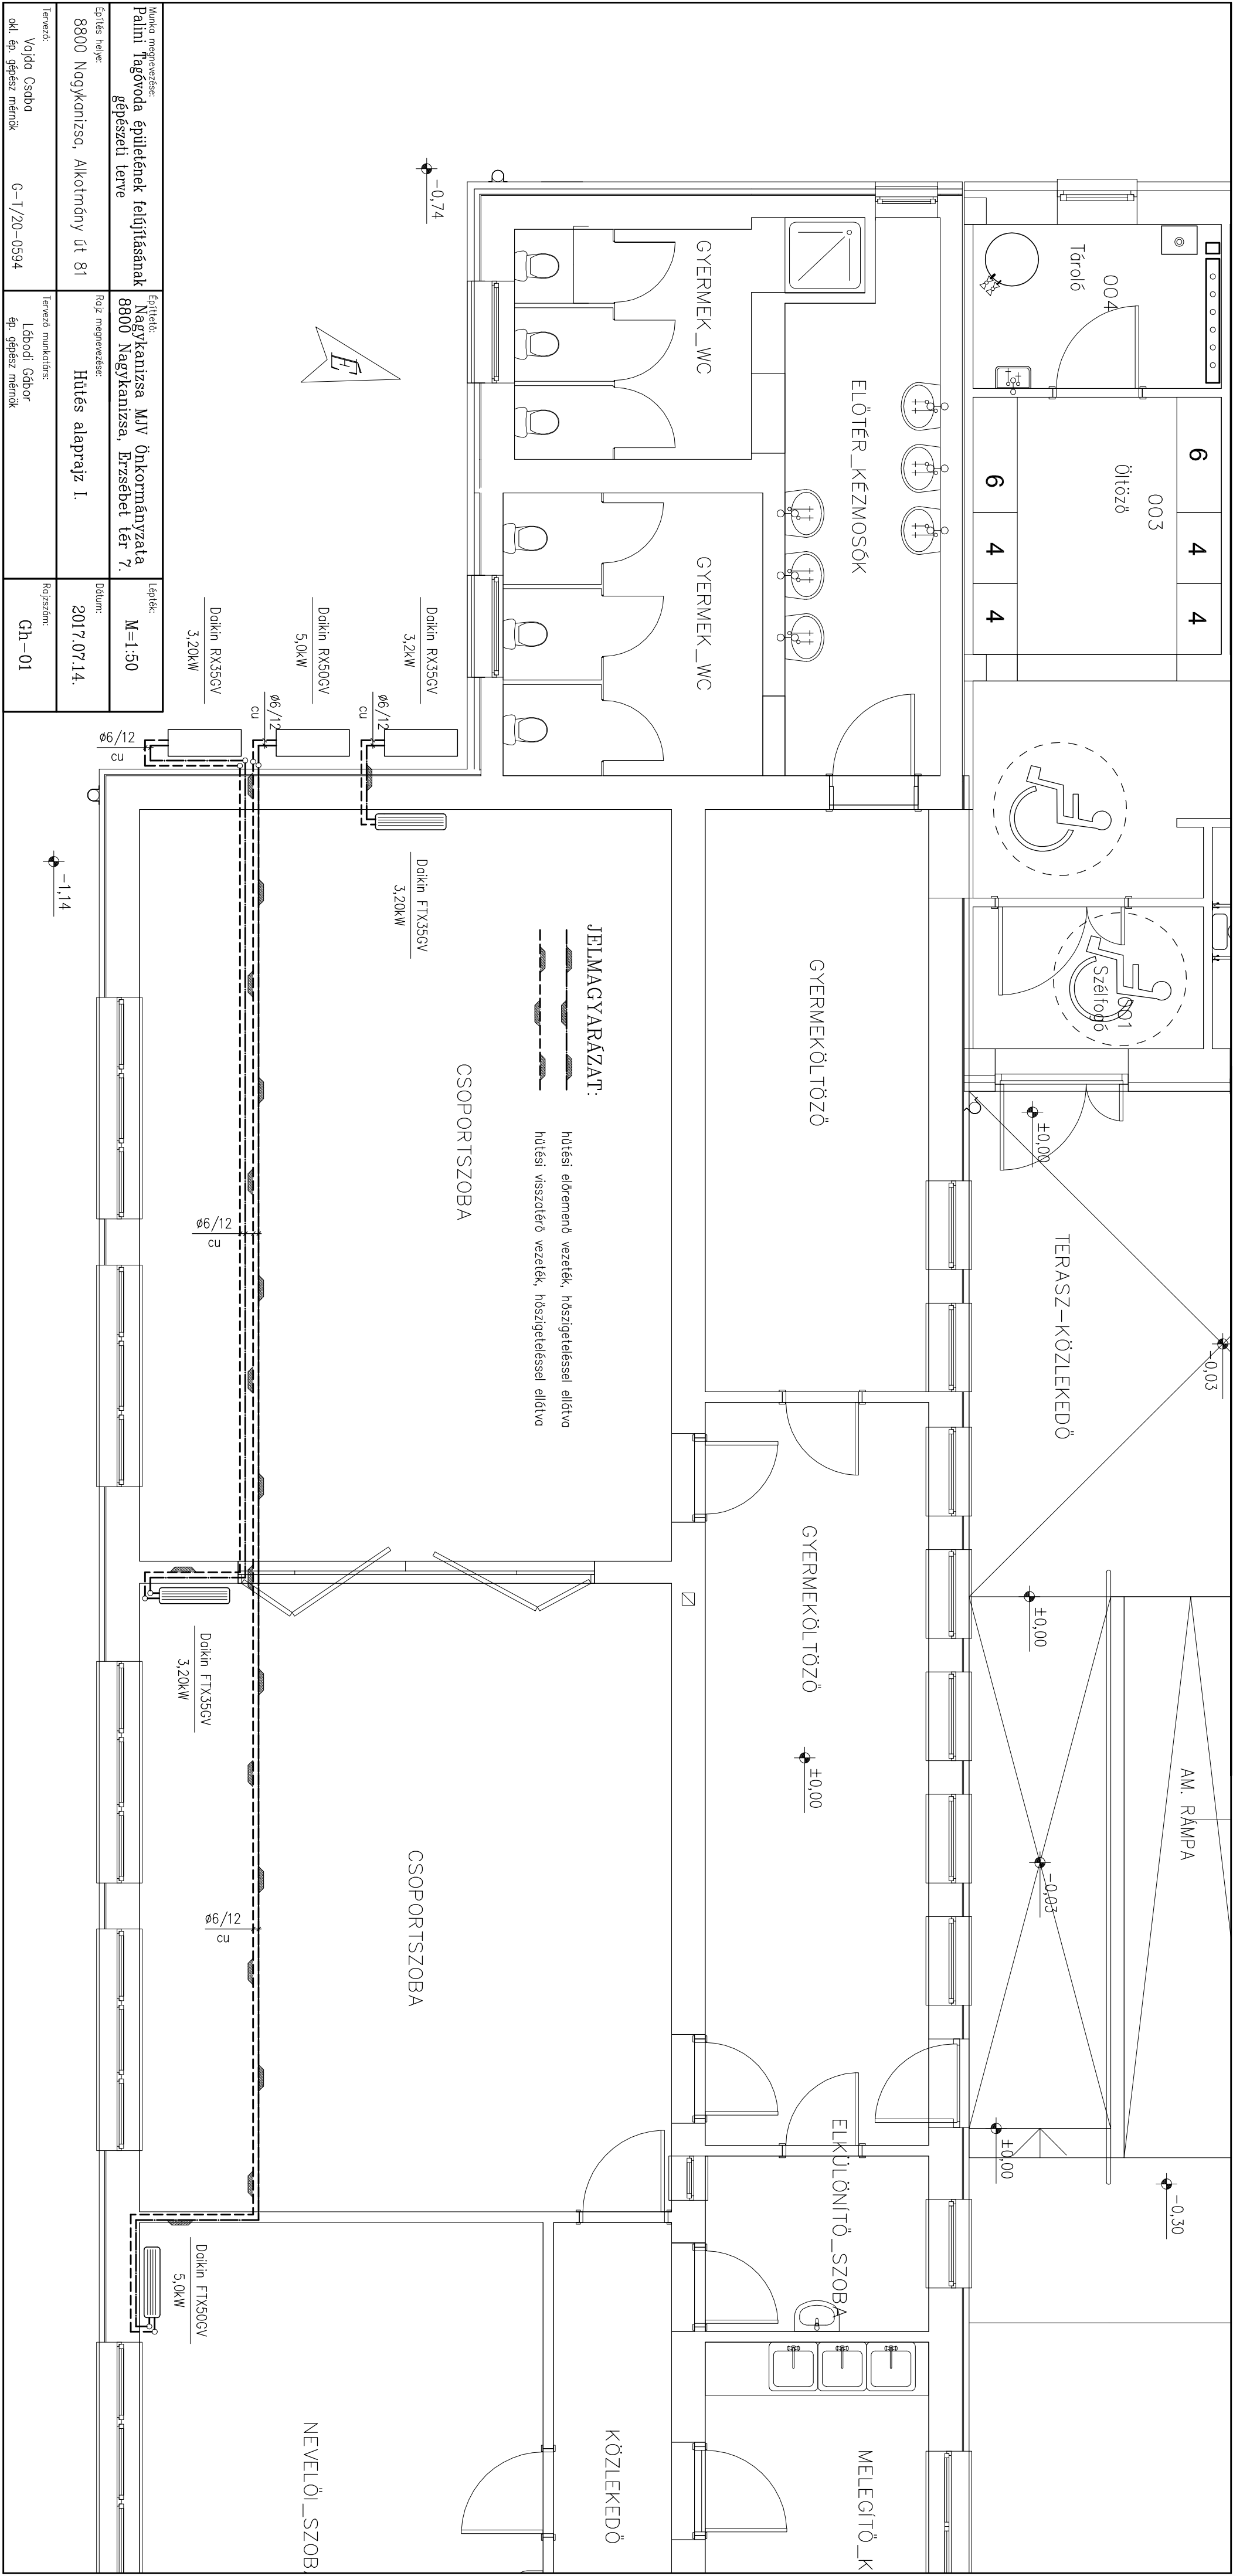 Munka megnevezése:
Palini Tagóvoda épületének felújításának
gépészeti terve
Építtető:
Nagykanizsa MJV Önkormányzata
8800 Nagykanizsa, Erzsébet tér 7.
Lépték:
M=1:50
Építés helye:
8800 Nagykanizsa, Alkotmány út 81
Rajz megnevezése:
Hűtés alaprajz I.
Dátum:
2017.07.14.
Tervező:
Vajda Csaba
okl. ép. gépész mérnök
G-T/20-0594
Tervező munkatárs:
Lábodi Gábor
ép. gépész mérnök
Rajzszám:
Gh-01
004
Tároló
003
Öltöző
6
4
4
6
4
4
001
Szélfogó
±0,00
-0,03
TERASZ-KÖZLEKEDŐ
±0,00
AM. RÁMPA
-0,03
±0,00
-0,30
ELŐTÉR_KÉZMOSÓK
GYERMEK_WC
GYERMEK_WC
-0,74
É
GYERMEKÖLTÖZŐ
GYERMEKÖLTÖZŐ
±0,00
ELKÜLÖNÍTŐ_SZOBA
MELEGÍTŐ_K
KÖZLEKEDŐ
NEVELŐI_SZOB
JELMAGYARÁZAT:
hűtési előremenő vezeték, hőszigeteléssel ellátva
hűtési visszatérő vezeték, hőszigeteléssel ellátva
CSOPORTSZOBA
CSOPORTSZOBA
Daikin RX35GV
3,2kW
Daikin RX50GV
5,0kW
Daikin RX35GV
3,20kW
ø6/12
cu
ø6/12
cu
ø6/12
cu
Daikin FTX35GV
3,20kW
ø6/12
cu
Daikin FTX35GV
3,20kW
ø6/12
cu
Daikin FTX50GV
5,0kW
-1,14